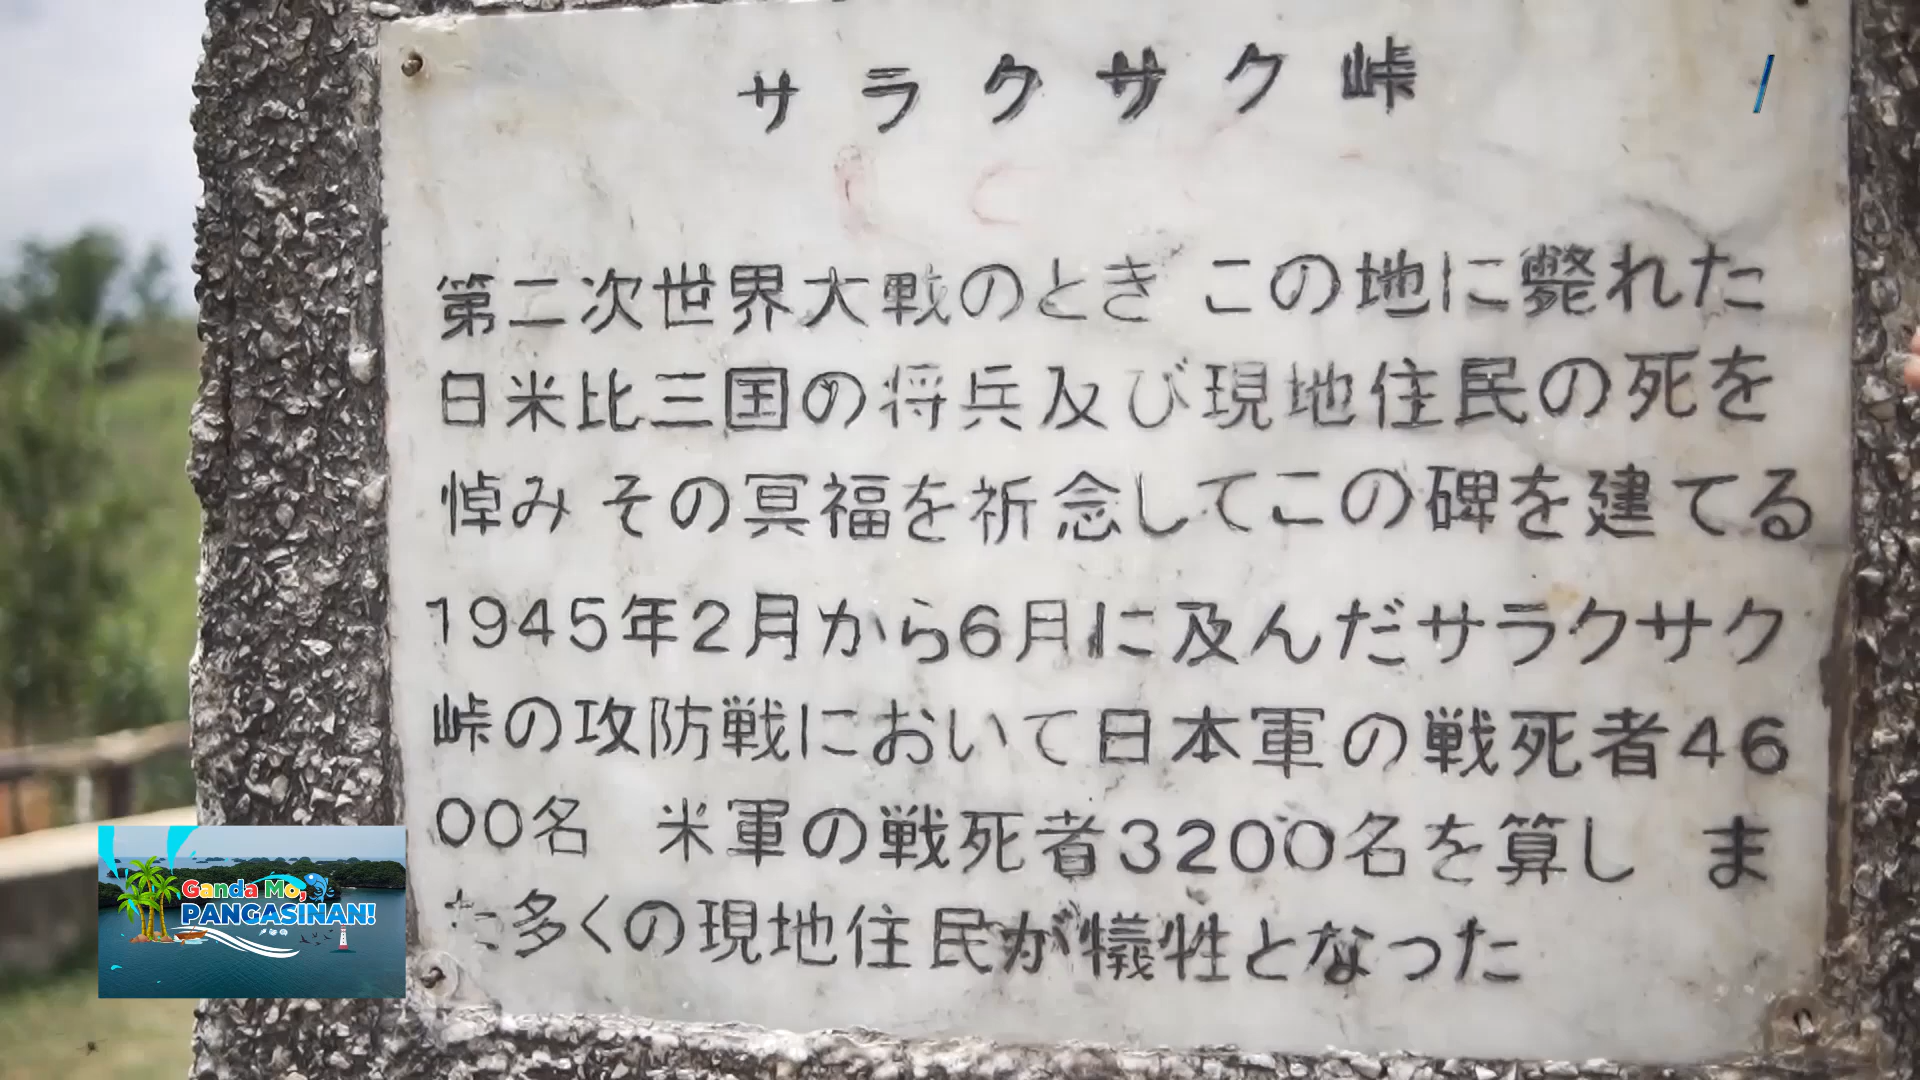 サラクサク峠
第二次世界大戦のとき この地に斃れた
日米比三国の将兵及び現地住民の死を
悼み その冥福を祈念してこの碑を建てる
1945年2月から6月に及んだサラクサク
峠の攻防戦において日本軍の戦死者46
00名 米軍の戦死者3200名を算し ま
た多くの現地住民が犠牲となった
Ganda Mo,
PANGASINAN!